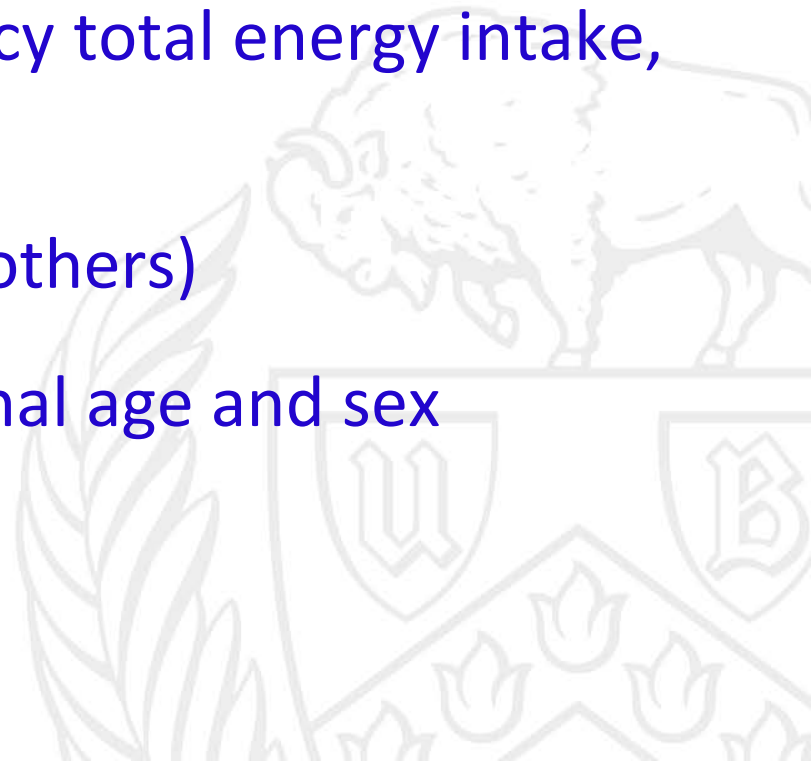 cy total energy intake,
others)
nal age and sex
U B